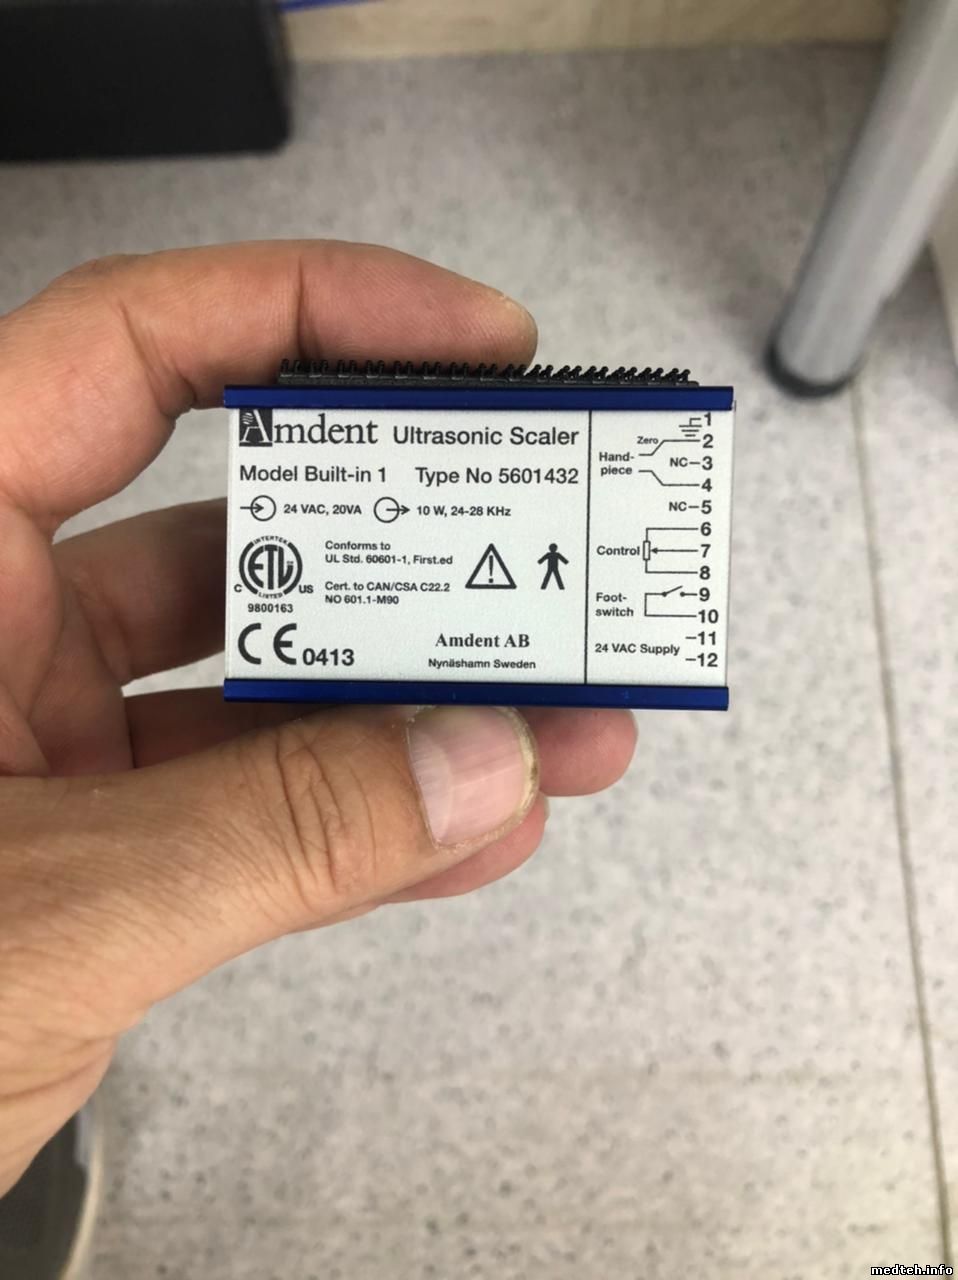 Amdent Ultrasonic Scaler
Model Built-in 1 Type No 5601432
24 VAC, 20VA 10 W, 24-28 KHz
INTERTEK
ETL
LISTED
C US
9800163
Conforms to
UL Std. 60601-1, First.ed
Cert. to CAN/CSA C22.2
NO 601.1-M90
CE 0413
Amdent AB
Nynäshamn Sweden
1
Zero 2
Hand-
piece
NC-3
4
NC-5
6
Control 7
8
Foot-
switch
9
10
24 VAC Supply
-11
-12
medteh.info